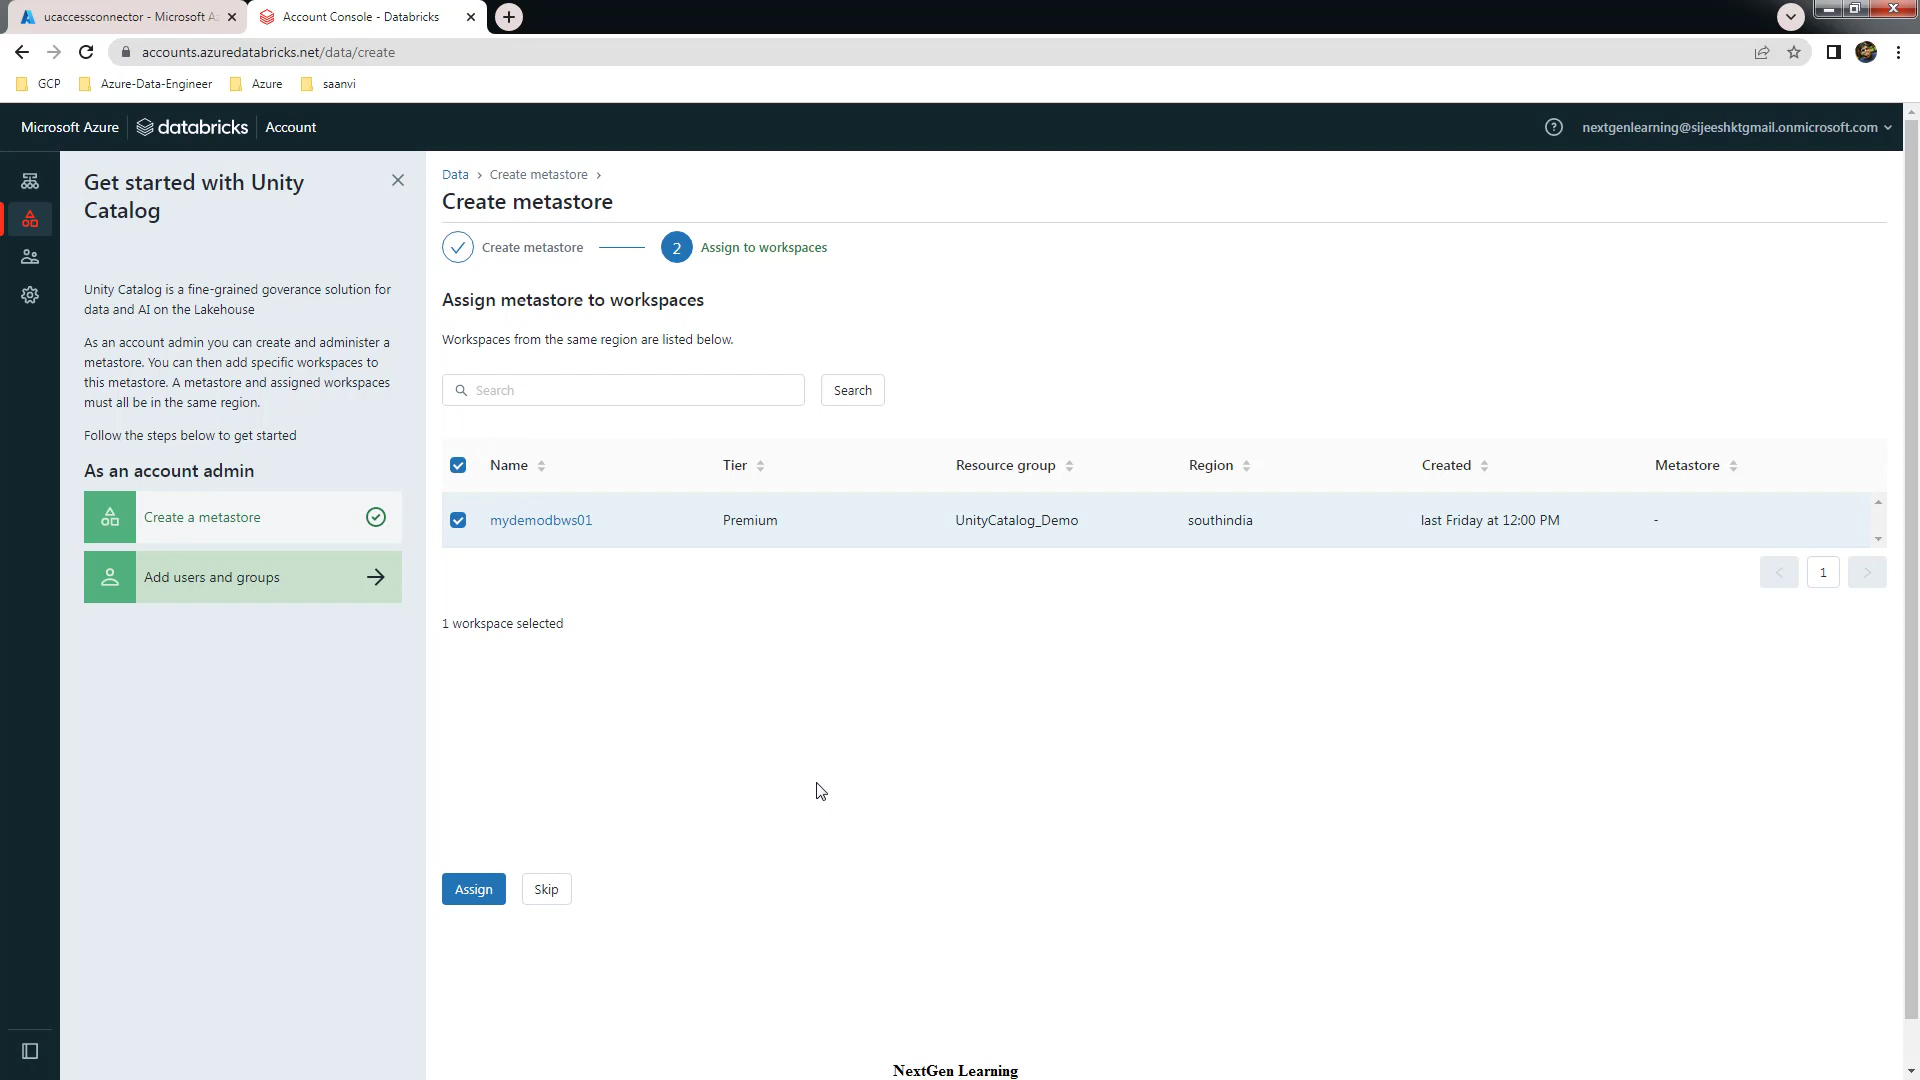 ucaccessconnector - Microsoft A
Account Console - Databricks
accounts.azuredatabricks.net/data/create
GCP
Azure-Data-Engineer
Azure
saanvi
Microsoft Azure
databricks
Account
nextgenlearning@sijeeshktgmail.onmicrosoft.com
Get started with Unity
Catalog
Unity Catalog is a fine-grained goverance solution for
data and AI on the Lakehouse
As an account admin you can create and administer a
metastore. You can then add specific workspaces to
this metastore. A metastore and assigned workspaces
must all be in the same region.
Follow the steps below to get started
As an account admin
Create a metastore
Add users and groups
Data > Create metastore >
Create metastore
Create metastore
2 Assign to workspaces
Assign metastore to workspaces
Workspaces from the same region are listed below.
Search
Search
Name Tier Resource group Region Created Metastore
mydemodbws01 Premium UnityCatalog_Demo southindia last Friday at 12:00 PM -
< 1 >
1 workspace selected
Assign
Skip
NextGen Learning